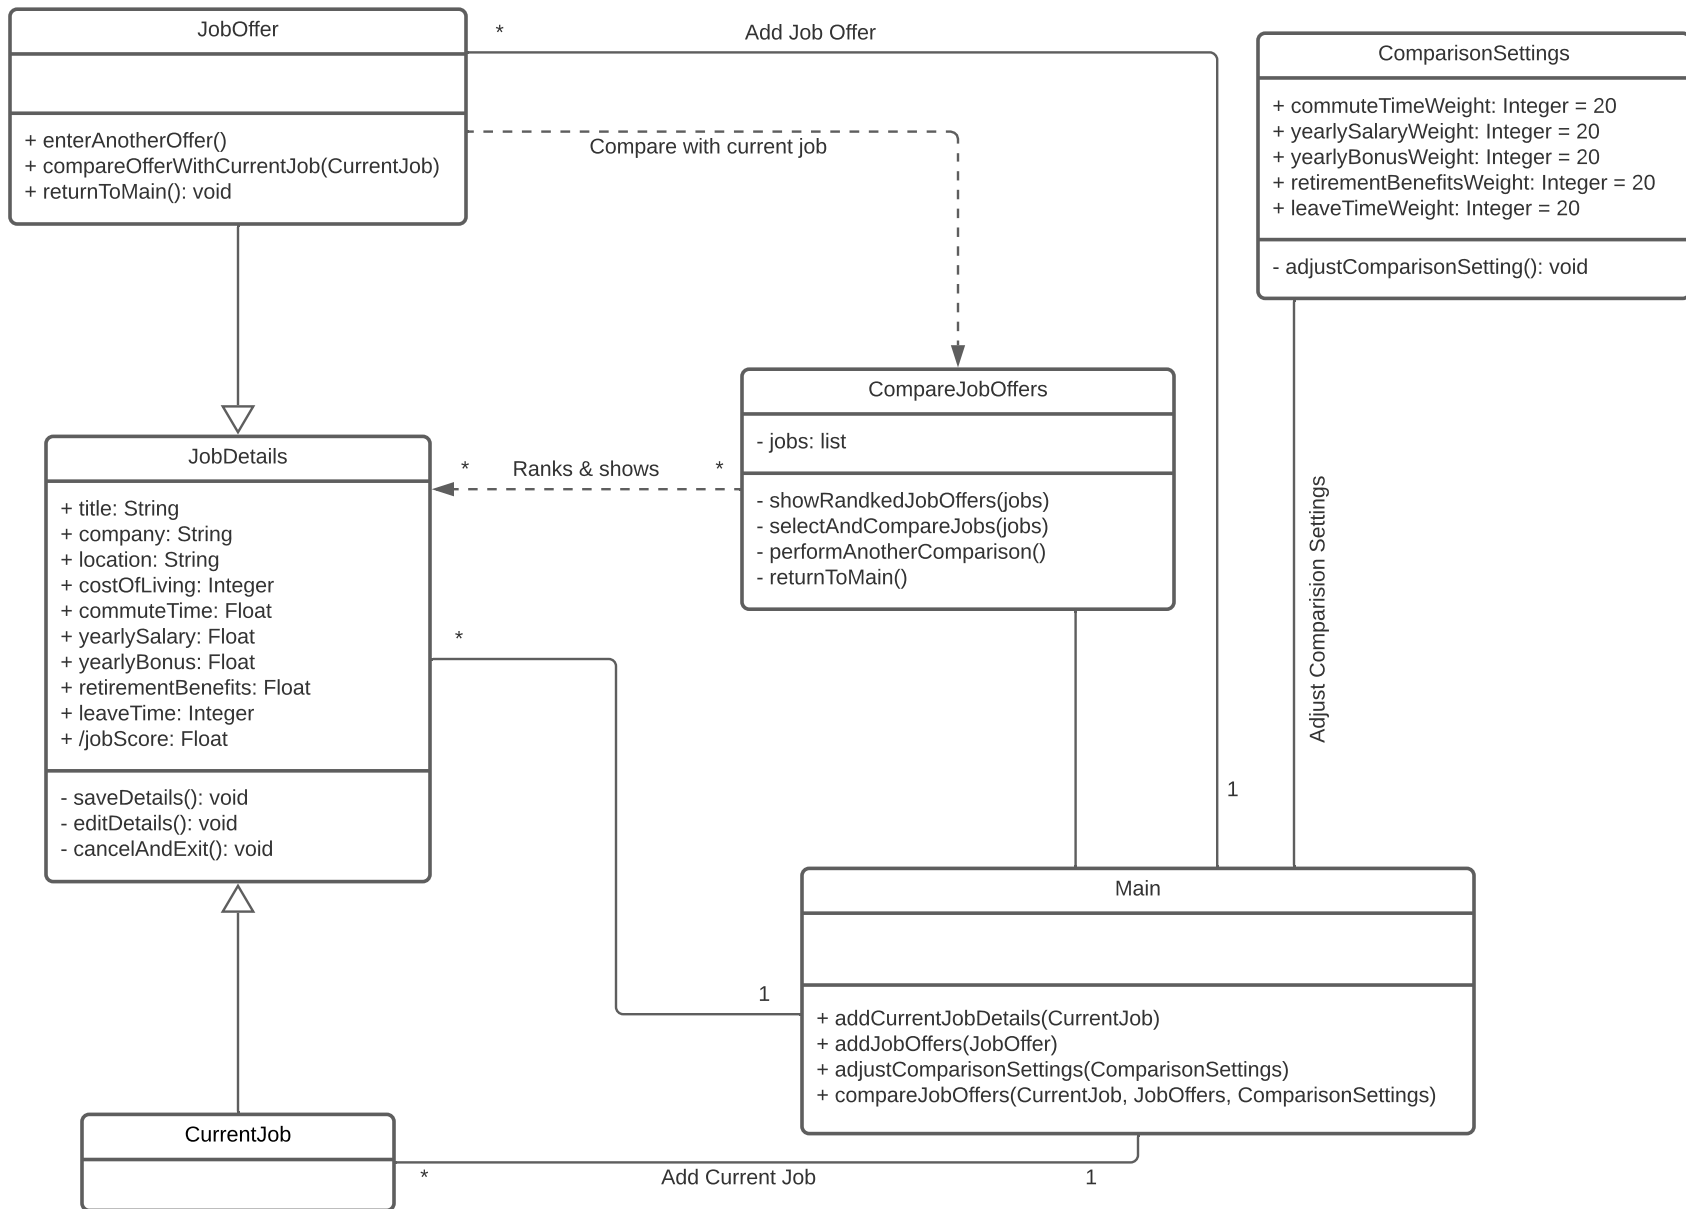 JobOffer
+ enterAnotherOffer()
+ compareOfferWithCurrentJob(CurrentJob)
+ returnToMain(): void
*
Add Job Offer
Compare with current job
ComparisonSettings
+ commuteTimeWeight: Integer = 20
+ yearlySalaryWeight: Integer = 20
+ yearlyBonusWeight: Integer = 20
+ retirementBenefitsWeight: Integer = 20
+ leaveTimeWeight: Integer = 20
- adjustComparisonSetting(): void
CompareJobOffers
- jobs: list
- showRandkedJobOffers(jobs)
- selectAndCompareJobs(jobs)
- performAnotherComparison()
- returnToMain()
* Ranks & shows *
JobDetails
+ title: String
+ company: String
+ location: String
+ costOfLiving: Integer
+ commuteTime: Float
+ yearlySalary: Float
+ yearlyBonus: Float
+ retirementBenefits: Float
+ leaveTime: Integer
+ /jobScore: Float
- saveDetails(): void
- editDetails(): void
- cancelAndExit(): void
*
Adjust Comparision Settings
1
1
Main
+ addCurrentJobDetails(CurrentJob)
+ addJobOffers(JobOffer)
+ adjustComparisonSettings(ComparisonSettings)
+ compareJobOffers(CurrentJob, JobOffers, ComparisonSettings)
CurrentJob
* Add Current Job 1